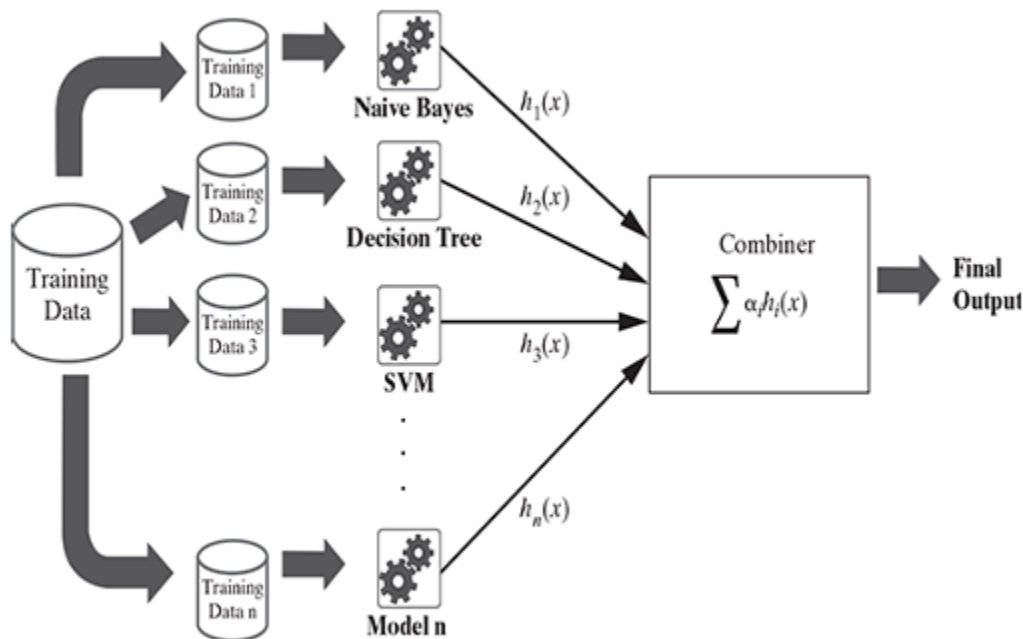 Training
Data 1
Naive Bayes
h₁(x)
Training
Data 2
Decision Tree
h₂(x)
Training
Data
Training
Data 3
SVM
h₃(x)
Combiner
∑ αᵢhᵢ(x)
Final
Output
. . .
Training
Data n
Model n
hₙ(x)